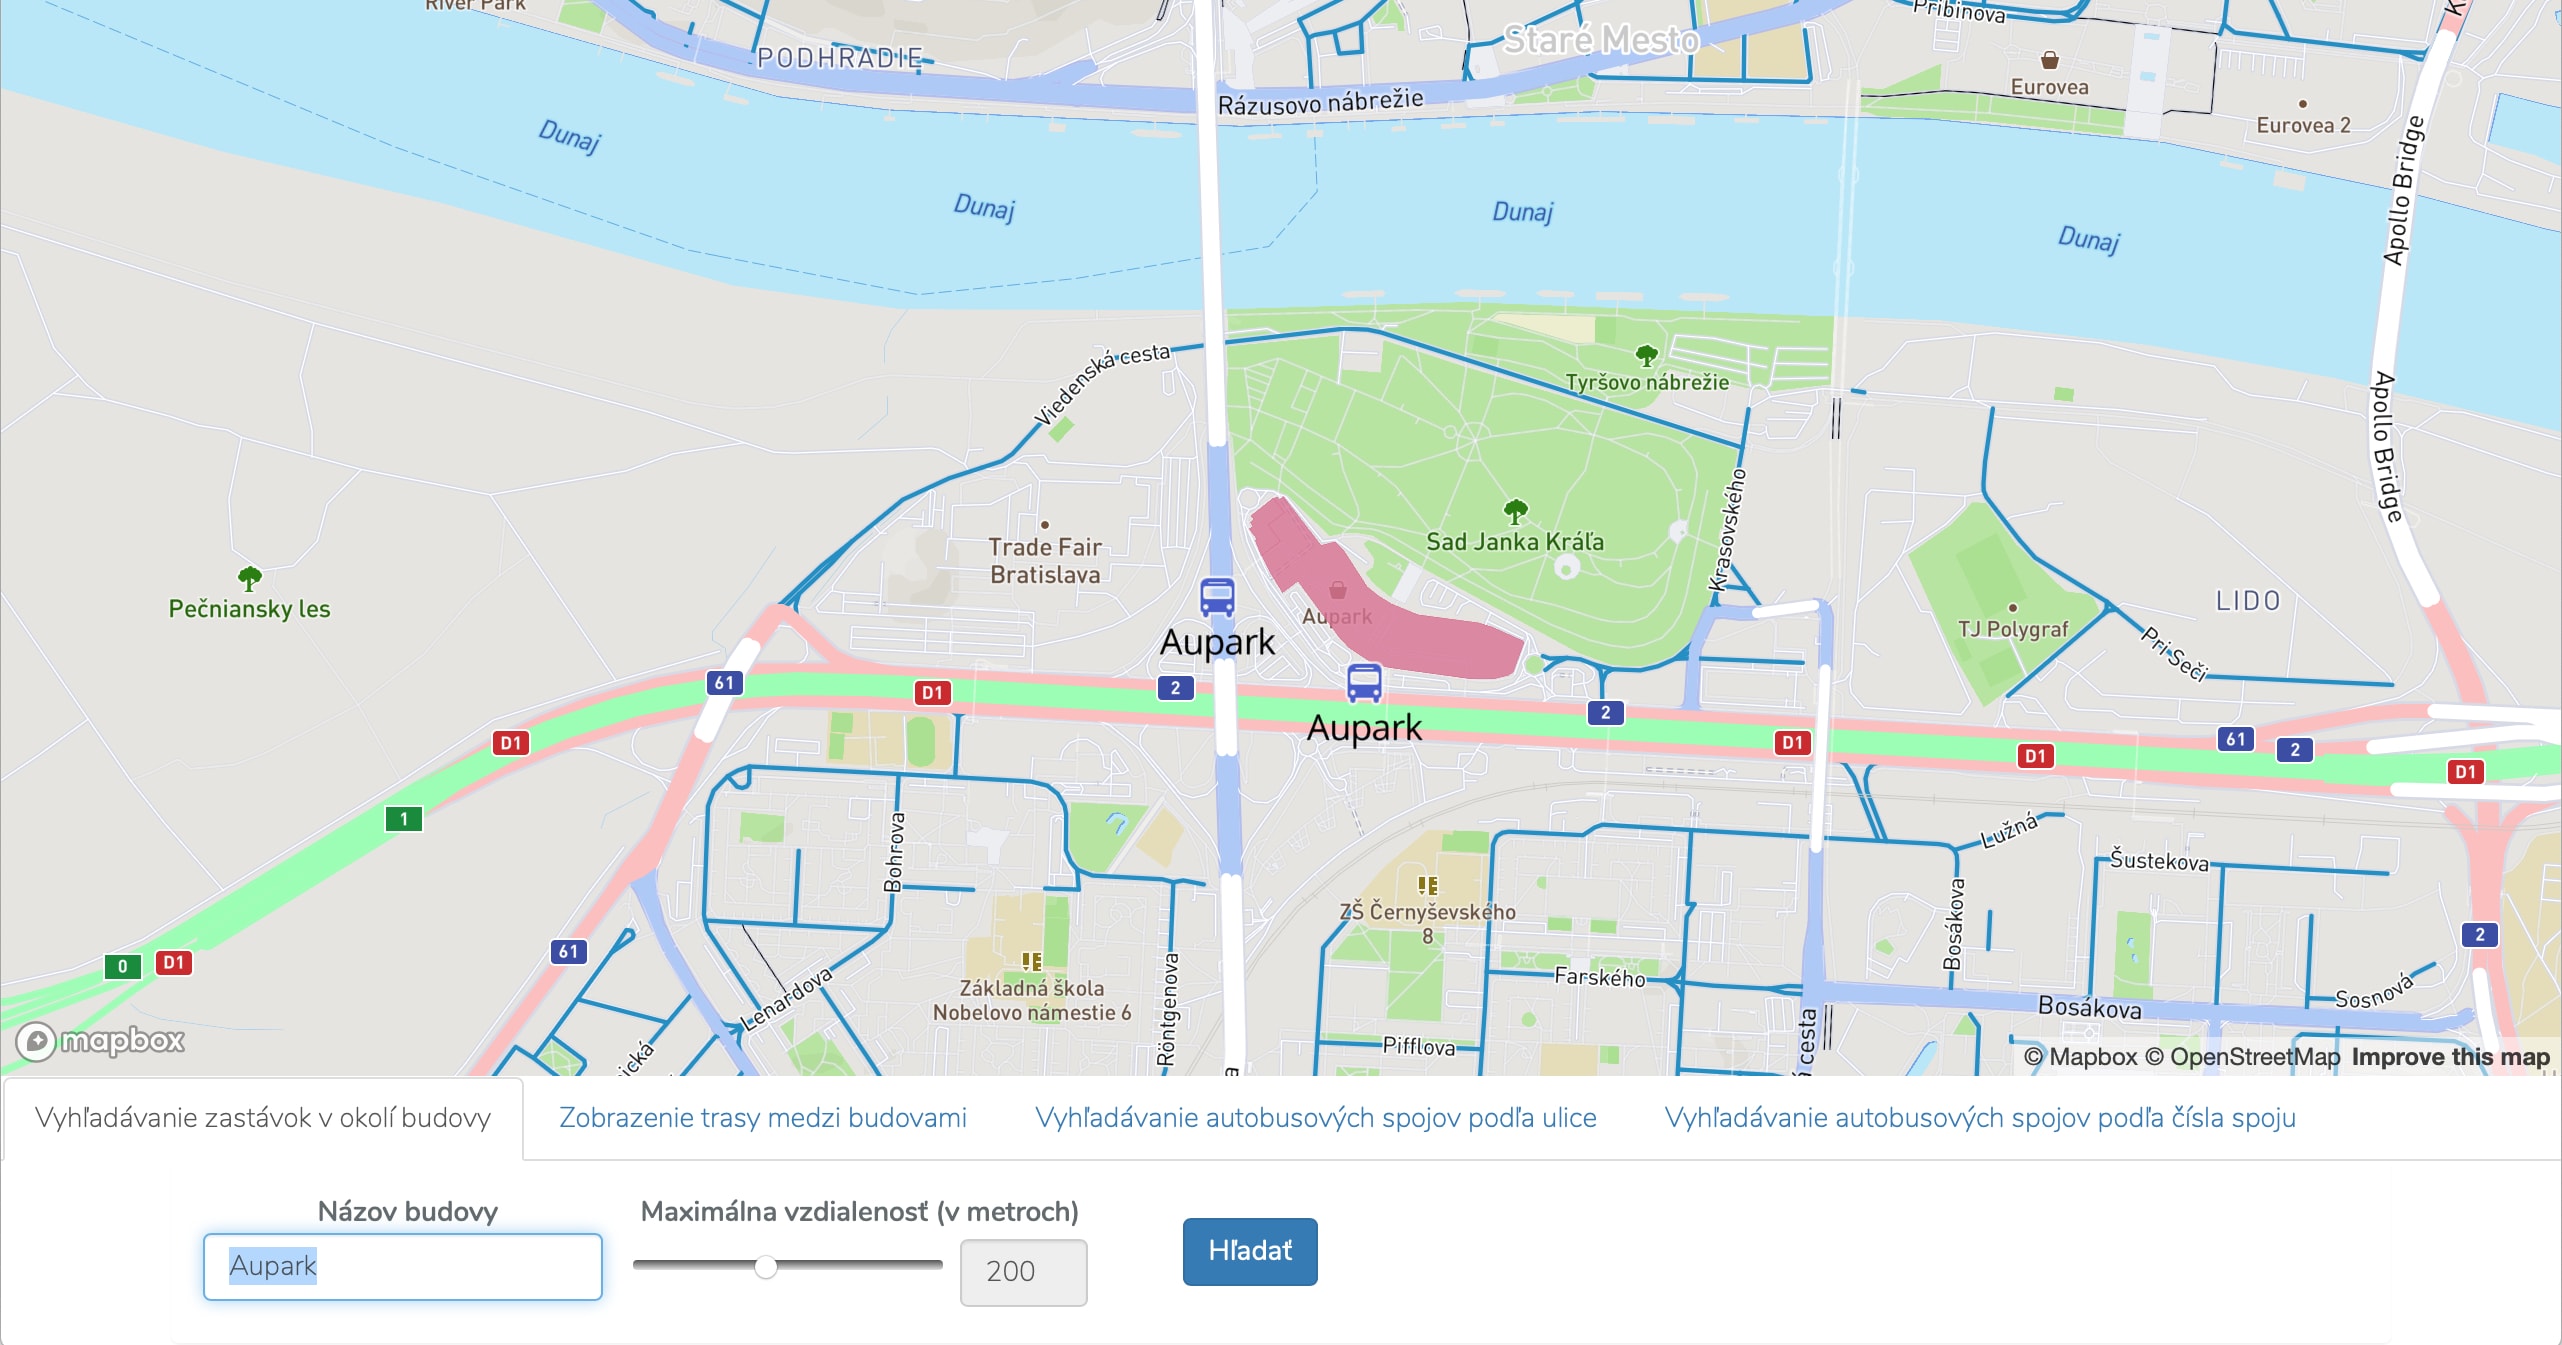 River Park
PODHRADIE
Staré Mesto
Pribinova
Rázusovo nábrežie
Eurovea
Eurovea 2
Dunaj
Dunaj
Dunaj
Dunaj
Apollo Bridge
Apollo Bridge
Viedenská cesta
Tyršovo nábrežie
Krasovského
Sad Janka Kráľa
Trade Fair
Bratislava
Pečniansky les
Aupark
Aupark
Aupark
TJ Polygraf
LIDO
Pri Seči
61
D1
2
2
D1
D1
61
2
D1
D1
1
0
D1
61
2
Bohrova
Lužná
Šustekova
Bosákova
ZŠ Černyševského
8
Základná škola
Nobelovo námestie 6
Lenardova
Röntgenova
Farského
Pifflova
Bosákova
Sosnová
cesta
mapbox
© Mapbox © OpenStreetMap Improve this map
Vyhľadávanie zastávok v okolí budovy
Zobrazenie trasy medzi budovami
Vyhľadávanie autobusových spojov podľa ulice
Vyhľadávanie autobusových spojov podľa čísla spoju
Názov budovy
Maximálna vzdialenosť (v metroch)
Aupark
200
Hľadať